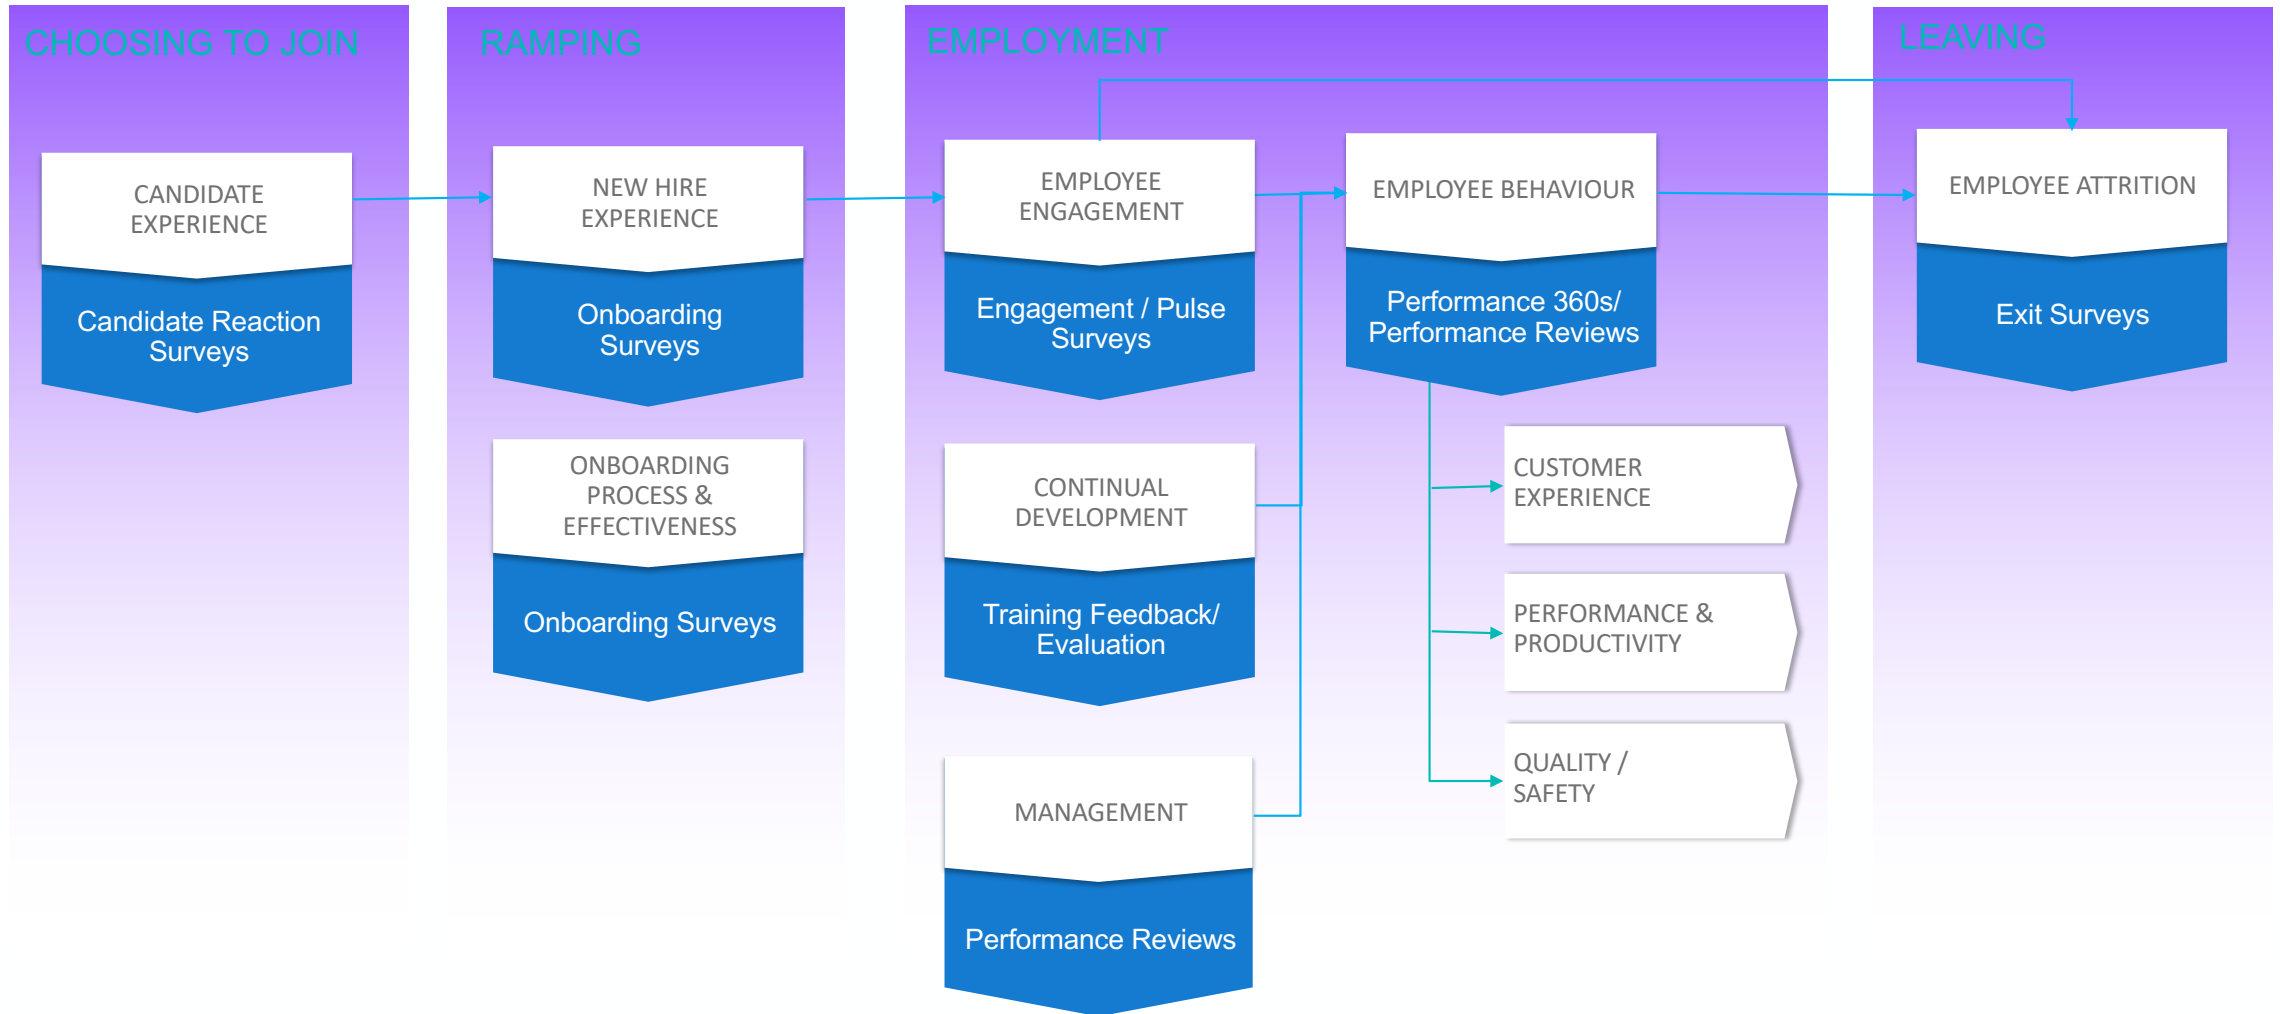 CHOOSING TO JOIN
CANDIDATE
EXPERIENCE
Candidate Reaction
Surveys
RAMPING
NEW HIRE
EXPERIENCE
Onboarding
Surveys
ONBOARDING
PROCESS &
EFFECTIVENESS
Onboarding Surveys
EMPLOYMENT
EMPLOYEE
ENGAGEMENT
Engagement / Pulse
Surveys
CONTINUAL
DEVELOPMENT
Training Feedback/
Evaluation
MANAGEMENT
Performance Reviews
EMPLOYEE BEHAVIOUR
Performance 360s/
Performance Reviews
CUSTOMER
EXPERIENCE
PERFORMANCE &
PRODUCTIVITY
QUALITY /
SAFETY
LEAVING
EMPLOYEE ATTRITION
Exit Surveys